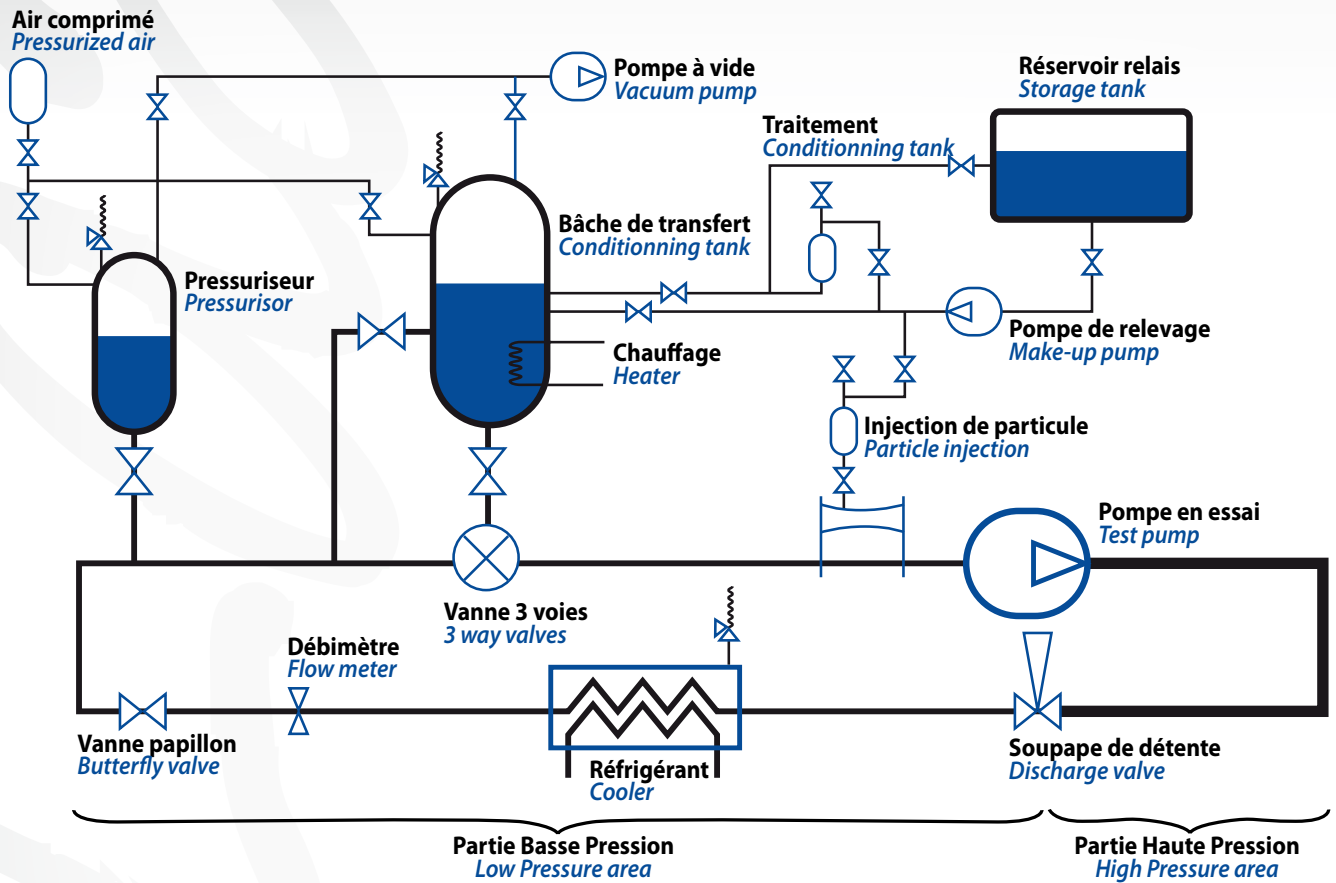 Air comprimé
Pressurized air
Pompe à vide
Vacuum pump
Réservoir relais
Storage tank
Traitement
Conditionning tank
Bâche de transfert
Conditionning tank
Pressuriseur
Pressurisor
Chauffage
Heater
Pompe de relevage
Make-up pump
Injection de particule
Particle injection
Pompe en essai
Test pump
Vanne 3 voies
3 way valves
Débimètre
Flow meter
Vanne papillon
Butterfly valve
Réfrigérant
Cooler
Soupape de détente
Discharge valve
Partie Basse Pression
Low Pressure area
Partie Haute Pression
High Pressure area